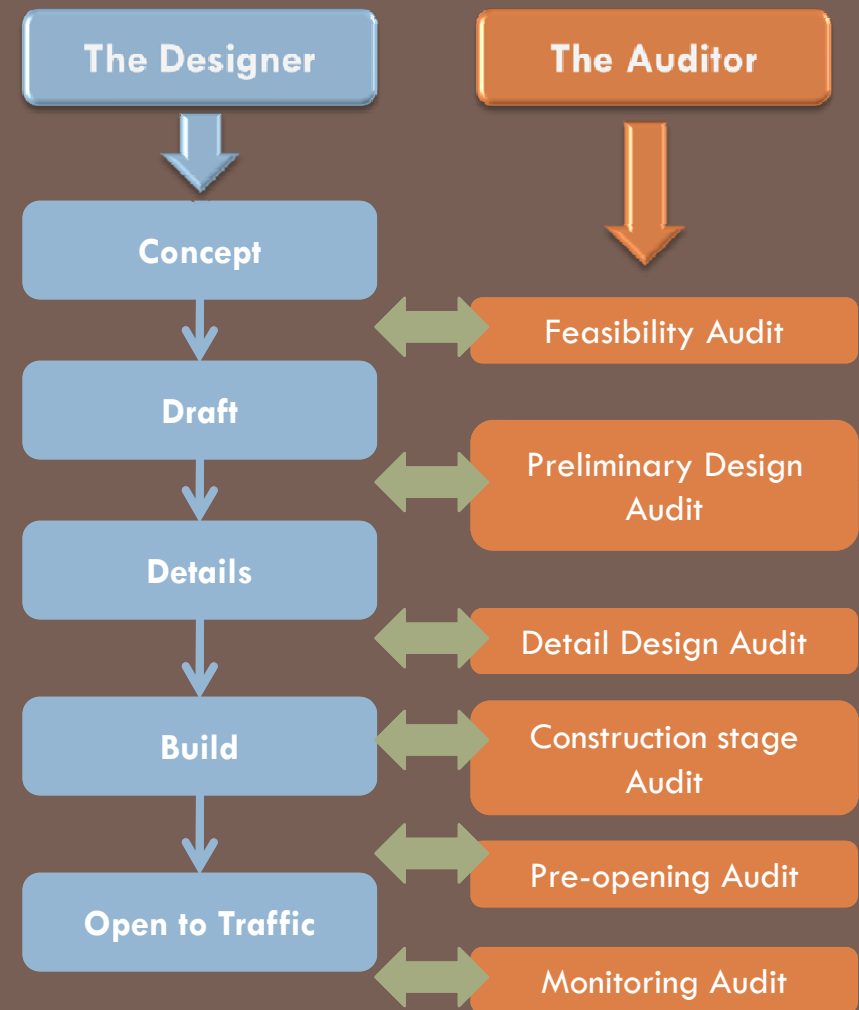 The Designer
The Auditor
Concept
Feasibility Audit
Draft
Preliminary Design
Audit
Details
Detail Design Audit
Build
Construction stage
Audit
Pre-opening Audit
Open to Traffic
Monitoring Audit